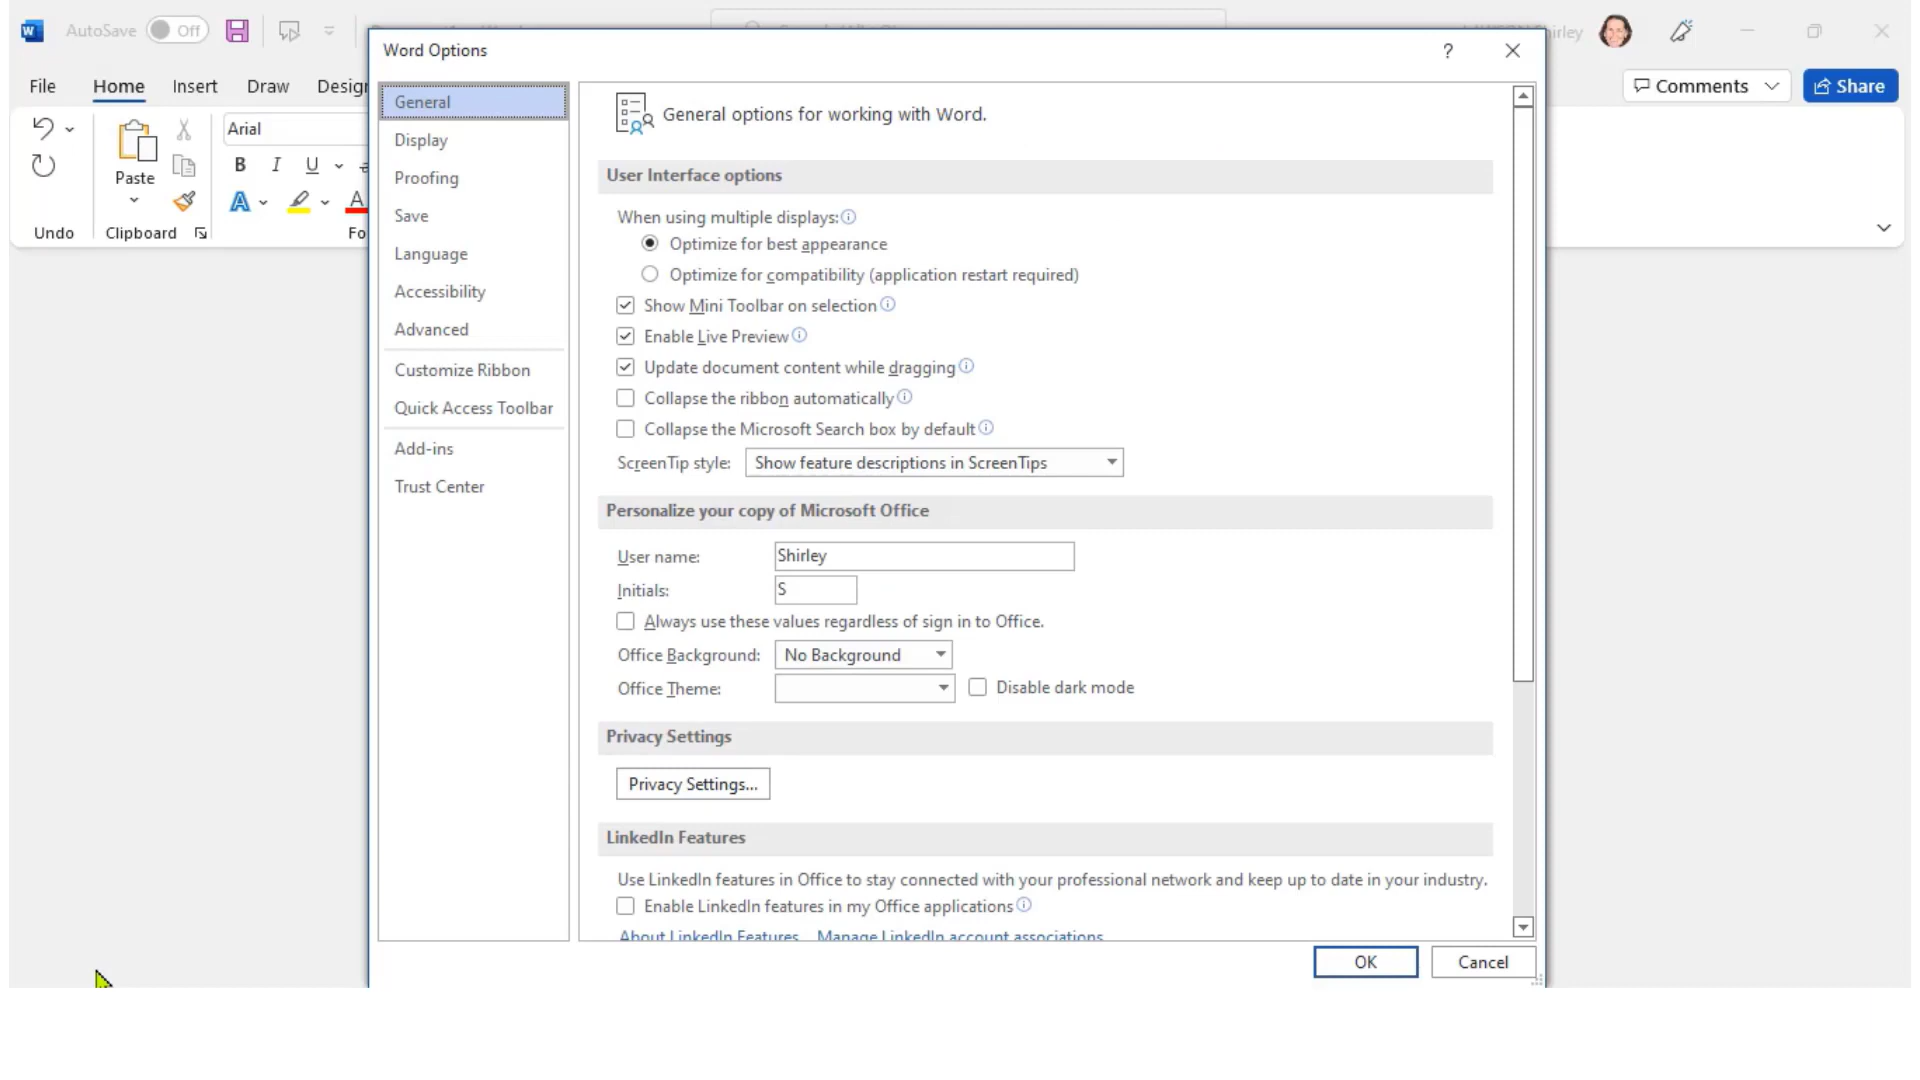 AutoSave Off
irley
Word Options
File Home Insert Draw Desig
Comments Share
Arial
B I U
Paste
Undo Clipboard Fo
General
Display
Proofing
Save
Language
Accessibility
Advanced
Customize Ribbon
Quick Access Toolbar
Add-ins
Trust Center
General options for working with Word.
User Interface options
When using multiple displays:
Optimize for best appearance
Optimize for compatibility (application restart required)
Show Mini Toolbar on selection
Enable Live Preview
Update document content while dragging
Collapse the ribbon automatically
Collapse the Microsoft Search box by default
ScreenTip style: Show feature descriptions in ScreenTips
Personalize your copy of Microsoft Office
User name: Shirley
Initials: S
Always use these values regardless of sign in to Office.
Office Background: No Background
Office Theme: Disable dark mode
Privacy Settings
Privacy Settings...
LinkedIn Features
Use LinkedIn features in Office to stay connected with your professional network and keep up to date in your industry.
Enable LinkedIn features in my Office applications
About LinkedIn Features Manage LinkedIn account associations
OK Cancel